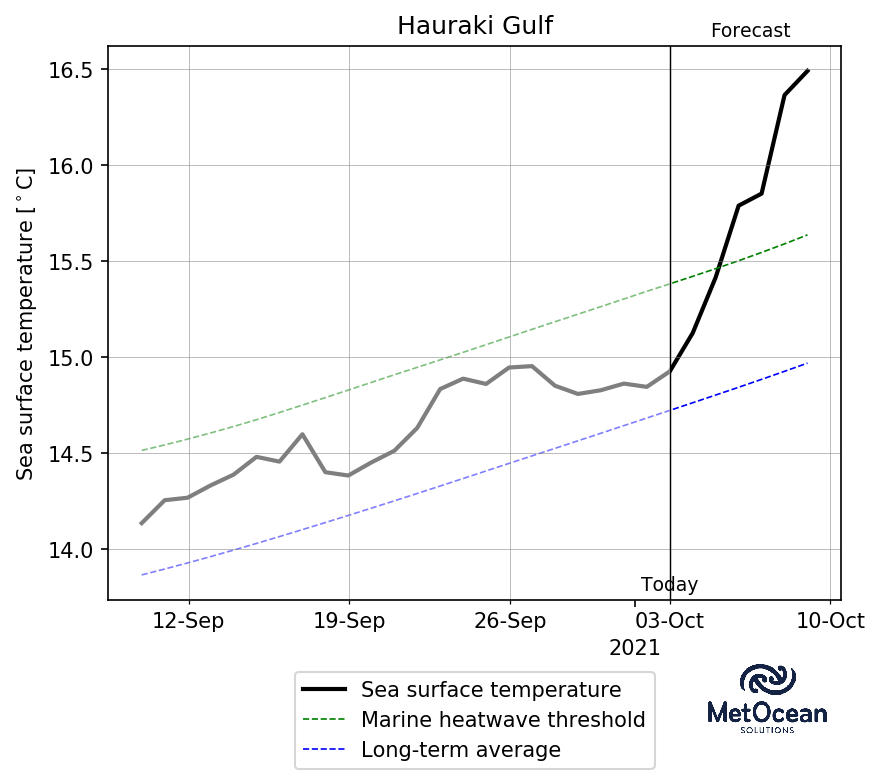 Hauraki Gulf
Forecast
Sea surface temperature [°C]
16.5
16.0
15.5
15.0
14.5
14.0
Today
12-Sep 19-Sep 26-Sep 03-Oct 10-Oct
2021
Sea surface temperature
Marine heatwave threshold
Long-term average
MetOcean
SOLUTIONS